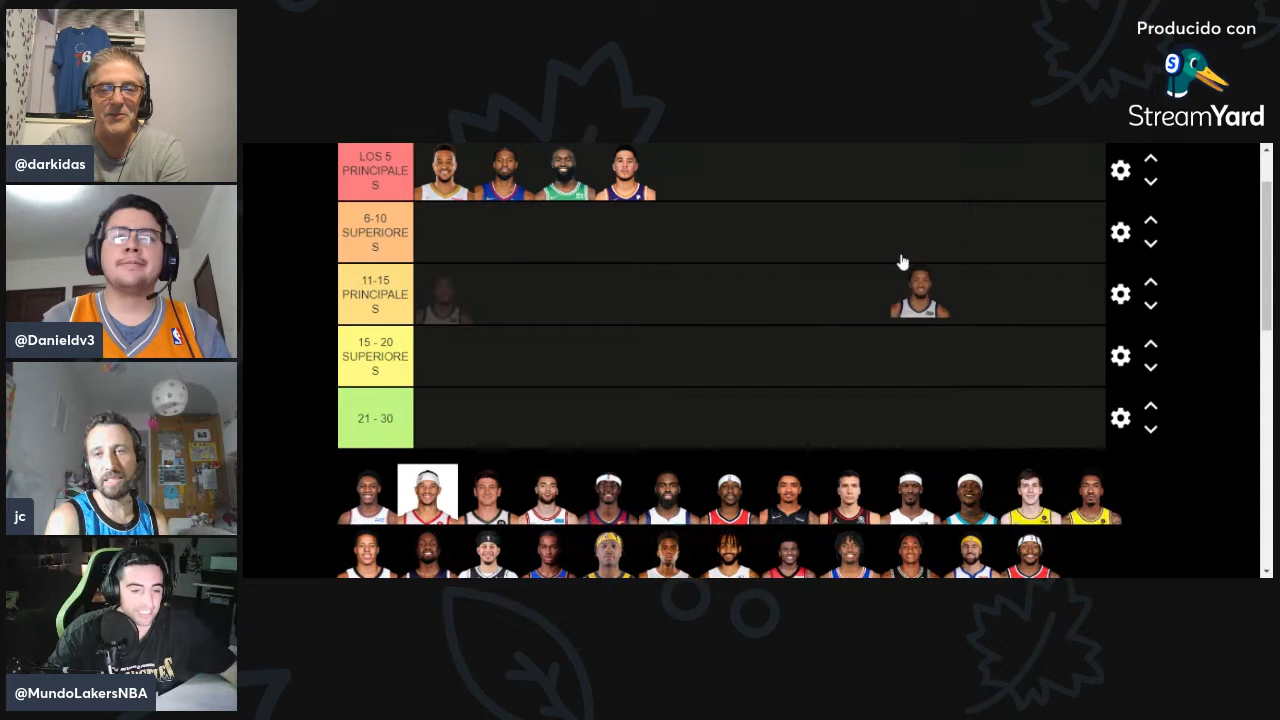 Producido con
StreamYard
S
@darkidas
@Danieldv3
jc
@MundoLakersNBA
LOS 5
PRINCIPALE
S
6-10
SUPERIORE
S
11-15
PRINCIPALE
S
15 - 20
SUPERIORE
S
21 - 30